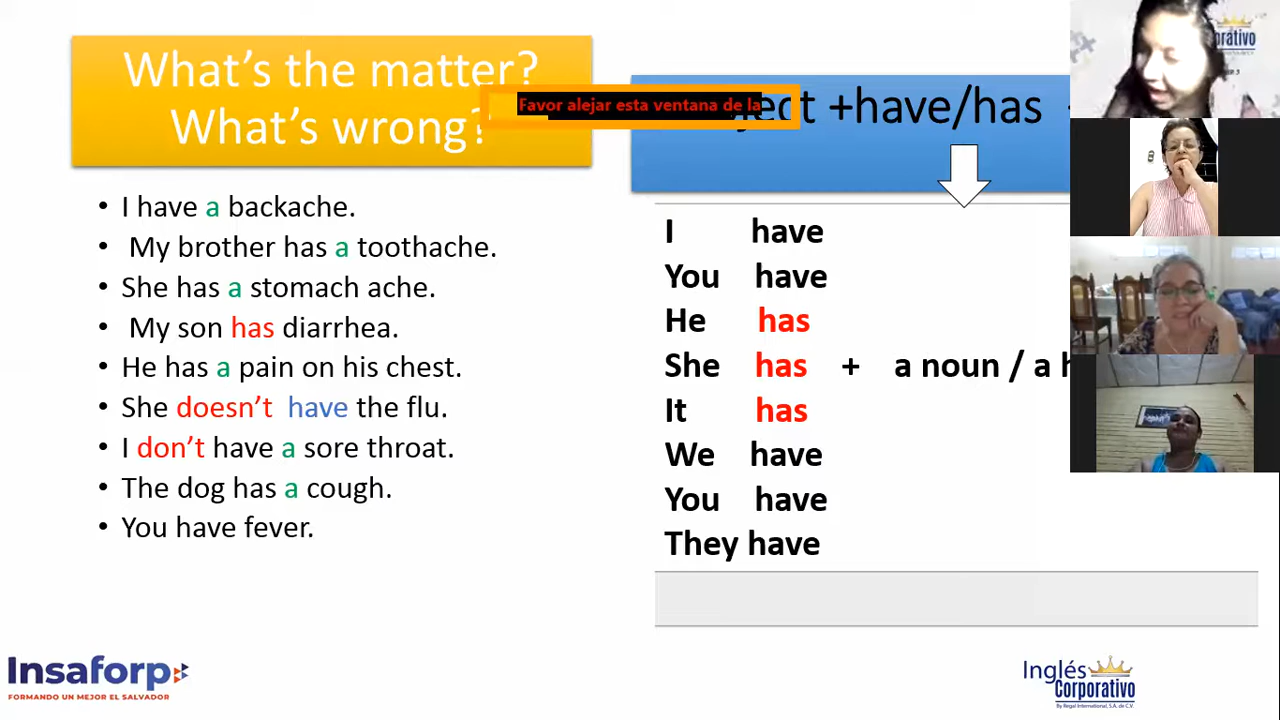 What's the matter?
What's wrong?
Favor alejar esta ventana de la
ject +have/has
• I have a backache.
• My brother has a toothache.
• She has a stomach ache.
• My son has diarrhea.
• He has a pain on his chest.
• She doesn't have the flu.
• I don't have a sore throat.
• The dog has a cough.
• You have fever.
I have
You have
He has
She has + a noun / a h
It has
We have
You have
They have
Insaforp
FORMANDO UN MEJOR EL SALVADOR
Inglés
Corporativo
By Regal International, S.A. de C.V.
orativo